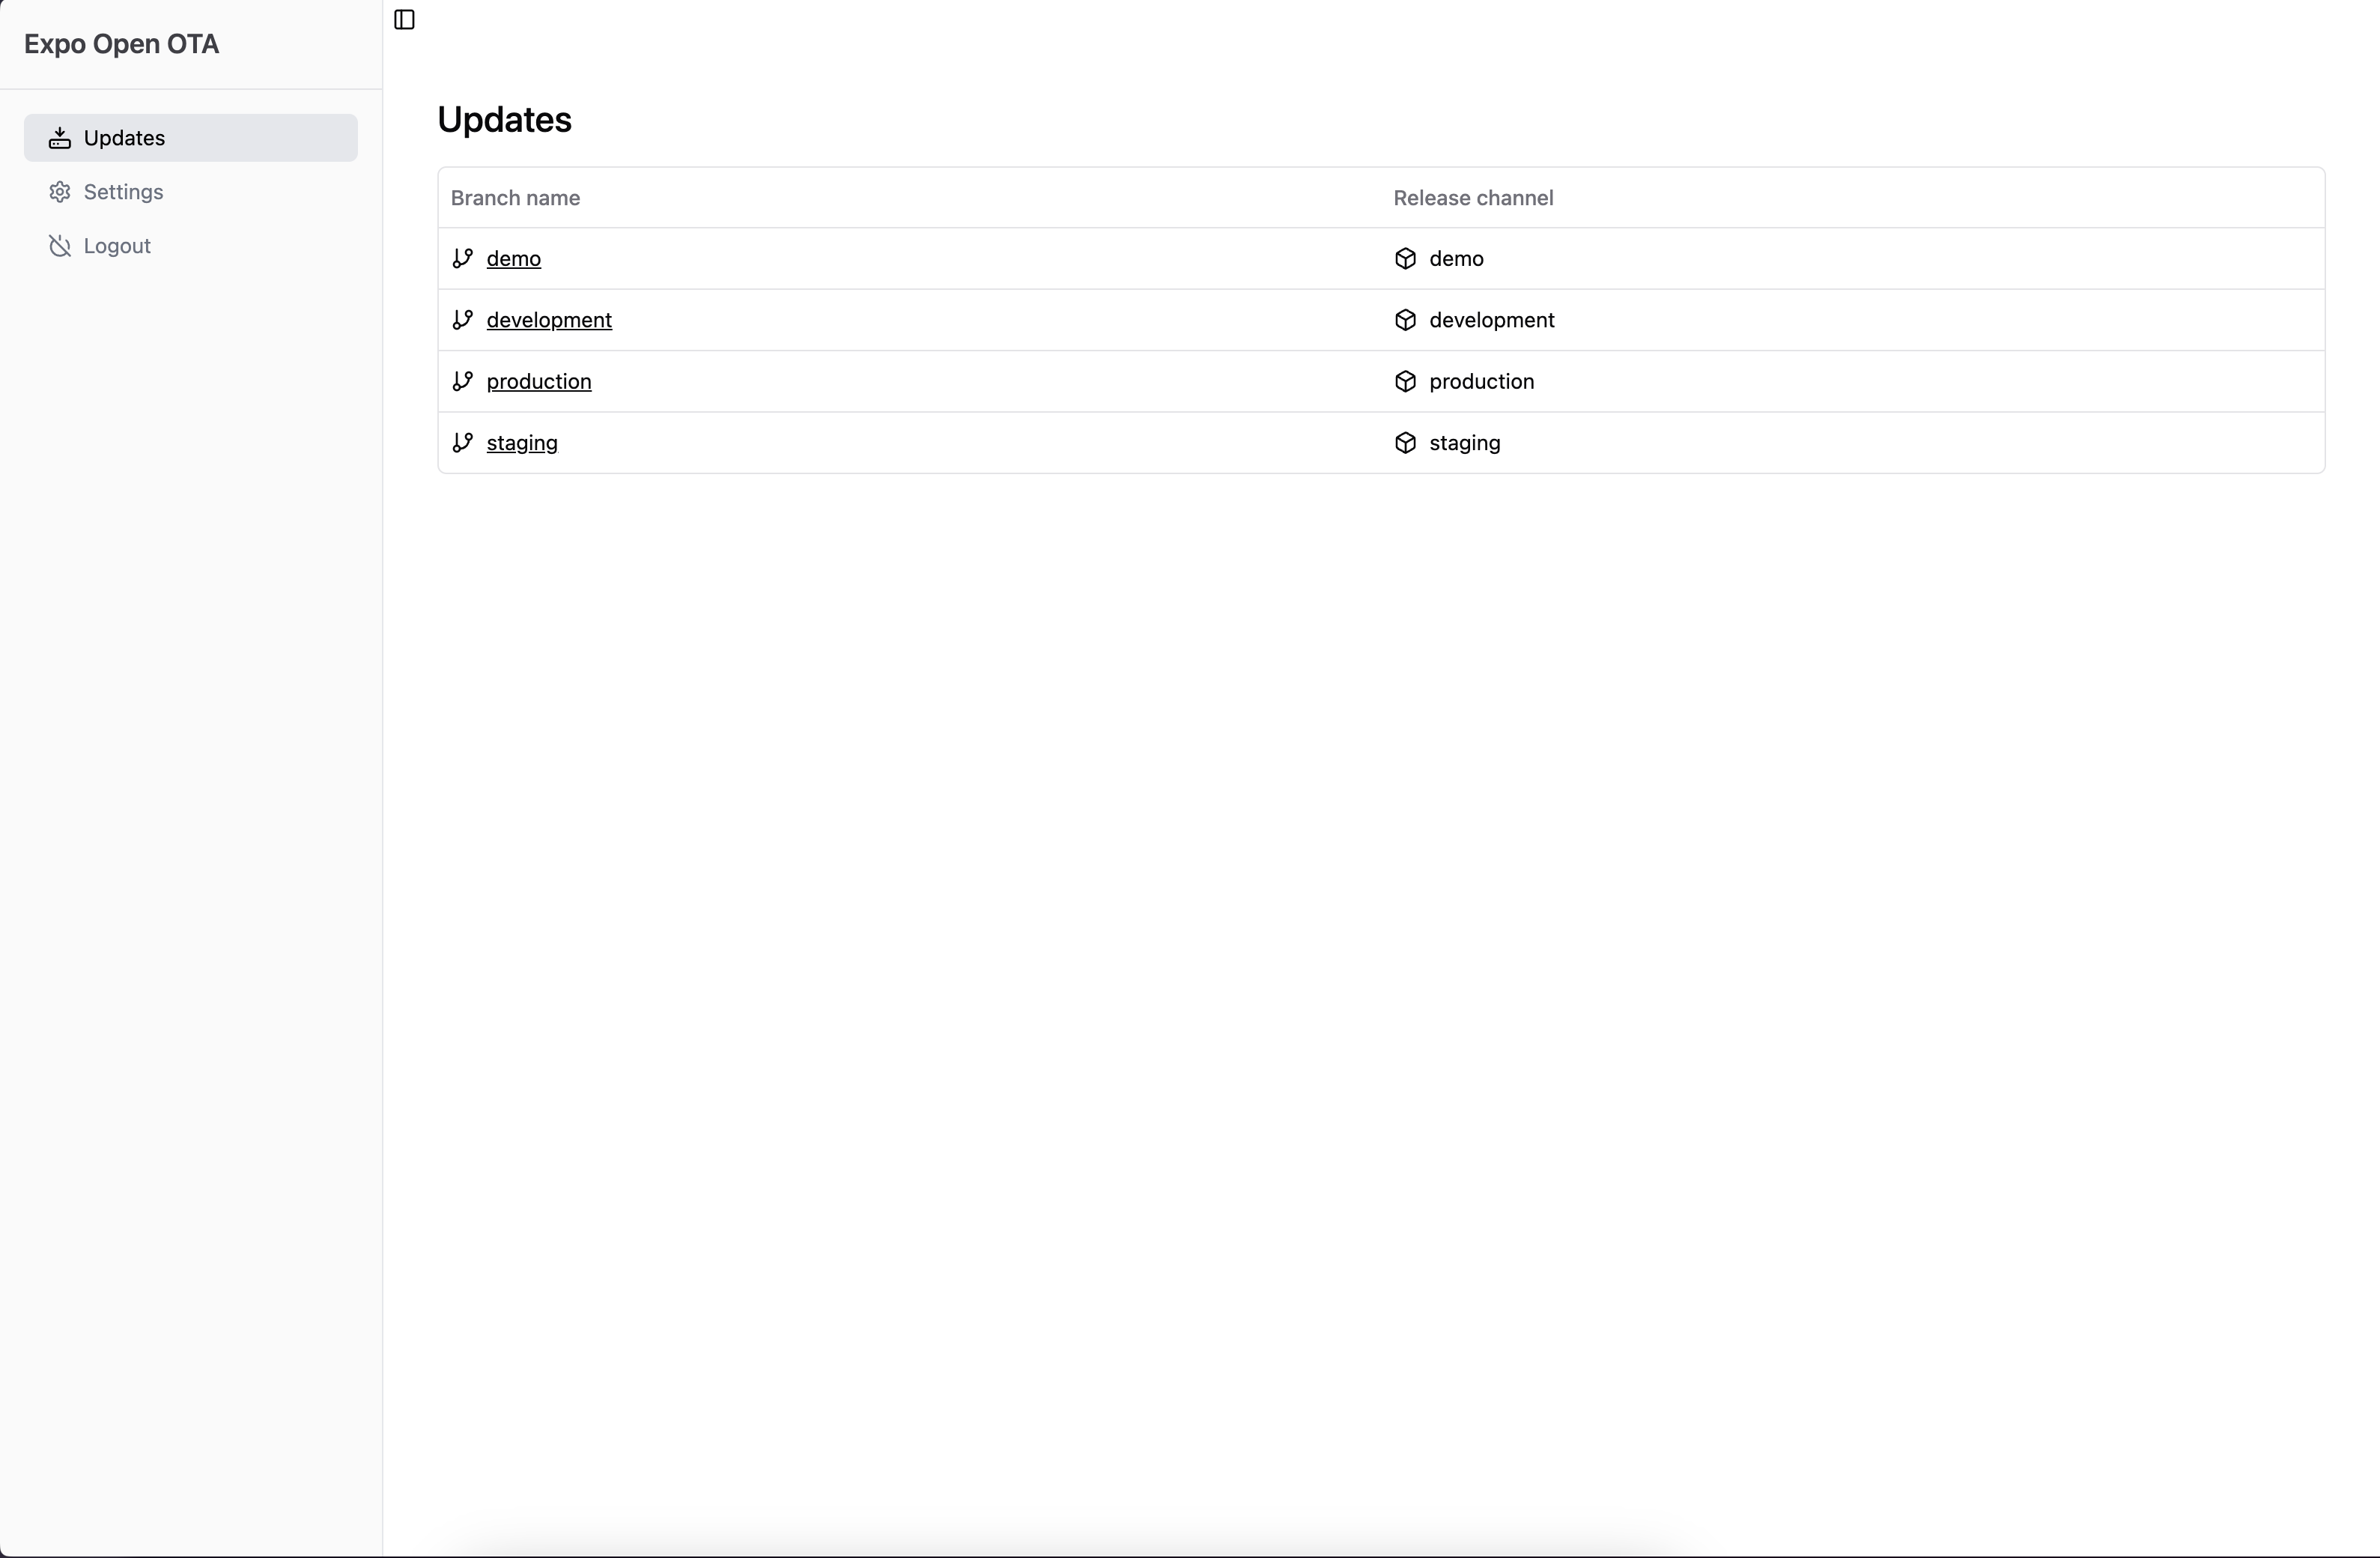 Expo Open OTA
Updates
Settings
Logout
Updates
Branch name Release channel
demo demo
development development
production production
staging staging